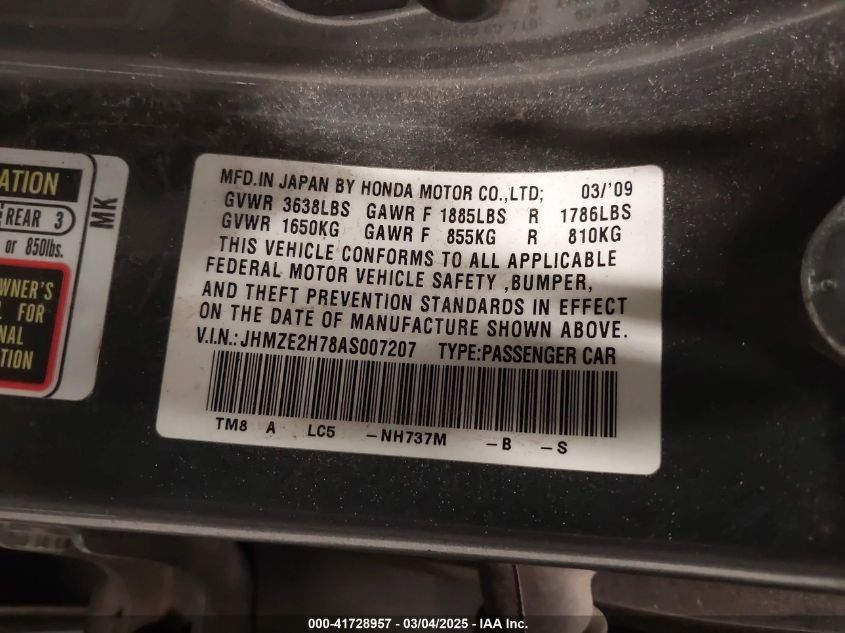 ATION
REAR 3
or 850lbs.
WNER'S
FOR
NAL
TION
MK
MFD.IN JAPAN BY HONDA MOTOR CO.,LTD; 03/'09
GVWR 3638LBS GAWR F 1885LBS R 1786LBS
GVWR 1650KG GAWR F 855KG R 810KG
THIS VEHICLE CONFORMS TO ALL APPLICABLE
FEDERAL MOTOR VEHICLE SAFETY ,BUMPER,
AND THEFT PREVENTION STANDARDS IN EFFECT
ON THE DATE OF MANUFACTURE SHOWN ABOVE.
V.I.N.: JHMZE2H78AS007207 TYPE:PASSENGER CAR
TM8 A LC5 -NH737M -B -S
000-41728957 - 03/04/2025 - IAA Inc.